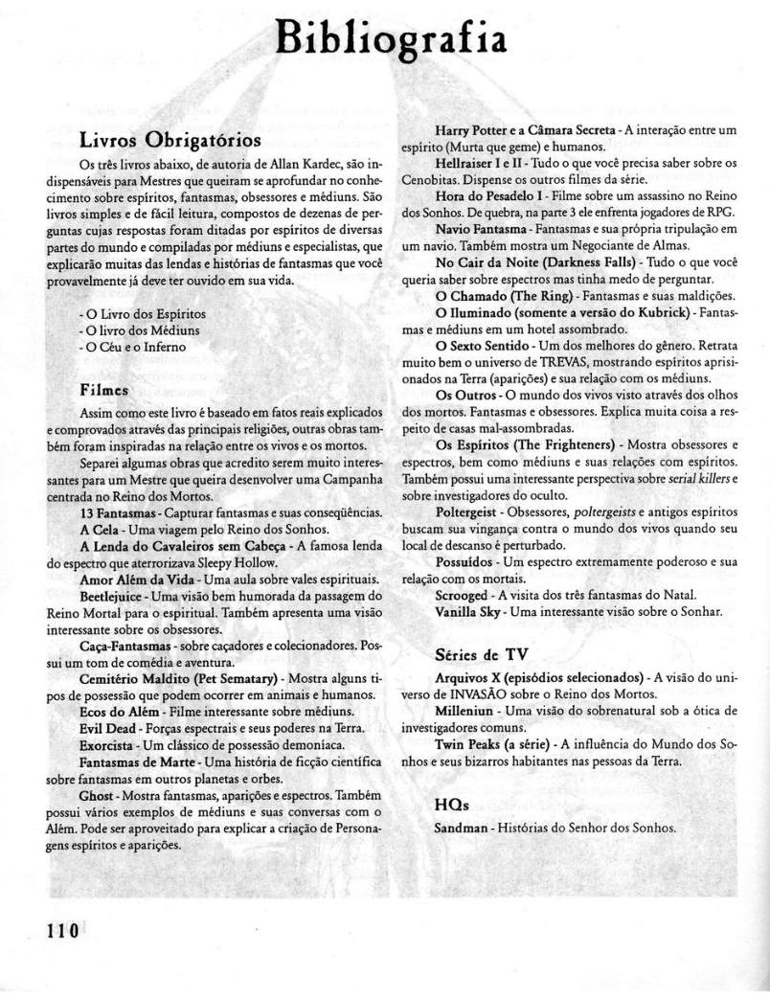 Bibliografia
Livros Obrigatórios
Os três livros abaixo, de autoria de Allan Kardec, são in-
dispensáveis para Mestres que queiram se aprofundar no conhe-
cimento sobre espíritos, fantasmas, obsessores e médiuns. São
livros simples e de fácil leitura, compostos de dezenas de per-
guntas cujas respostas foram ditadas por espíritos de diversas
partes do mundo e compiladas por médiuns e especialistas, que
explicarão muitas das lendas e histórias de fantasmas que você
provavelmente já deve ter ouvido em sua vida.
- O Livro dos Espíritos
- O livro dos Médiuns
- O Céu e o Inferno
Filmes
Assim como este livro é baseado em fatos reais explicados
e comprovados através das principais religiões, outras obras tam-
bém foram inspiradas na relação entre os vivos e os mortos.
Separei algumas obras que acredito serem muito interes-
santes para um Mestre que queira desenvolver uma Campanha
centrada no Reino dos Mortos.
13 Fantasmas - Capturar fantasmas e suas conseqüências.
A Cela - Uma viagem pelo Reino dos Sonhos.
A Lenda do Cavaleiros sem Cabeça - A famosa lenda
do espectro que aterrorizava Sleepy Hollow.
Amor Além da Vida - Uma aula sobre vales espirituais.
Beetlejuice - Uma visão bem humorada da passagem do
Reino Mortal para o espiritual. Também apresenta uma visão
interessante sobre os obsessores.
Caça-Fantasmas - sobre caçadores e colecionadores. Pos-
sui um tom de comédia e aventura.
Cemitério Maldito (Pet Sematary) - Mostra alguns ti-
pos de possessão que podem ocorrer em animais e humanos.
Ecos do Além - Filme interessante sobre médiuns.
Evil Dead - Forças espectrais e seus poderes na Terra.
Exorcista - Um clássico de possessão demoníaca.
Fantasmas de Marte - Uma história de ficção científica
sobre fantasmas em outros planetas e orbes.
Ghost - Mostra fantasmas, aparições e espectros. Também
possui vários exemplos de médiuns e suas conversas com o
Além. Pode ser aproveitado para explicar a criação de Persona-
gens espíritos e aparições.
Harry Potter e a Câmara Secreta - A interação entre um
espírito (Murta que geme) e humanos.
Hellraiser I e II - Tudo o que você precisa saber sobre os
Cenobitas. Dispense os outros filmes da série.
Hora do Pesadelo I - Filme sobre um assassino no Reino
dos Sonhos. De quebra, na parte 3 ele enfrenta jogadores de RPG.
Navio Fantasma - Fantasmas e sua própria tripulação em
um navio. Também mostra um Negociante de Almas.
No Cair da Noite (Darkness Falls) - Tudo o que você
queria saber sobre espectros mas tinha medo de perguntar.
O Chamado (The Ring) - Fantasmas e suas maldições.
O Iluminado (somente a versão do Kubrick) - Fantas-
mas e médiuns em um hotel assombrado.
O Sexto Sentido - Um dos melhores do gênero. Retrata
muito bem o universo de TREVAS, mostrando espíritos aprisi-
onados na Terra (aparições) e sua relação com os médiuns.
Os Outros - O mundo dos vivos visto através dos olhos
dos mortos. Fantasmas e obsessores. Explica muita coisa a res-
peito de casas mal-assombradas.
Os Espíritos (The Frighteners) - Mostra obsessores e
espectros, bem como médiuns e suas relações com espíritos.
Também possui uma interessante perspectiva sobre serial killers e
sobre investigadores do oculto.
Poltergeist - Obsessores, poltergeists e antigos espíritos
buscam sua vingança contra o mundo dos vivos quando seu
local de descanso é perturbado.
Possuídos - Um espectro extremamente poderoso e sua
relação com os mortais.
Scrooged - A visita dos três fantasmas do Natal.
Vanilla Sky - Uma interessante visão sobre o Sonhar.
Séries de TV
Arquivos X (episódios selecionados) - A visão do uni-
verso de INVASÃO sobre o Reino dos Mortos.
Milleniun - Uma visão do sobrenatural sob a ótica de
investigadores comuns.
Twin Peaks (a série) - A influência do Mundo dos So-
nhos e seus bizarros habitantes nas pessoas da Terra.
HQs
Sandman - Histórias do Senhor dos Sonhos.
110